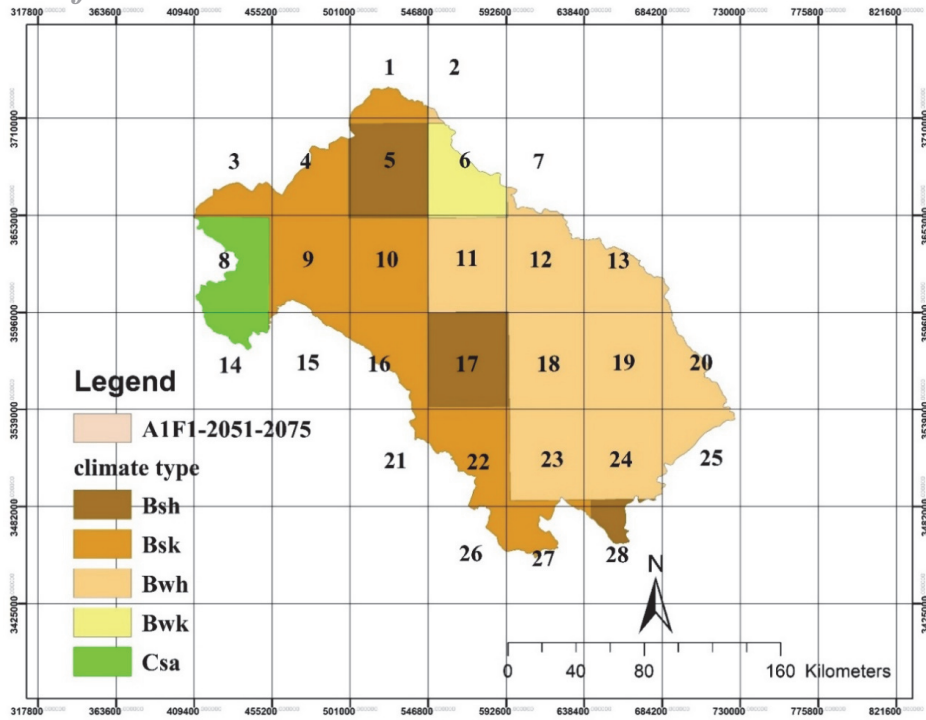 317800 363600 409400 455200 501000 546800 592600 638400 684200 730000 775800 821600
1 2
3710000 3710000
3 4 5 6 7
3653000 3653000
8 9 10 11 12 13
3596000 3596000
14 15 16 17 18 19 20
Legend
3539000 3539000
A1F1-2051-2075
21 22 23 24 25
climate type
Bsh
3482000 3482000
Bsk
26 27 28
N
Bwh
3425000 3425000
Bwk
Csa
0 40 80 160 Kilometers
317800 363600 409400 455200 501000 546800 592600 638400 684200 730000 775800 821600